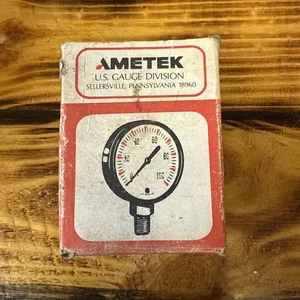 AMETEK
U.S. GAUGE DIVISION
SELLERSVILLE, PENNSYLVANIA 18960